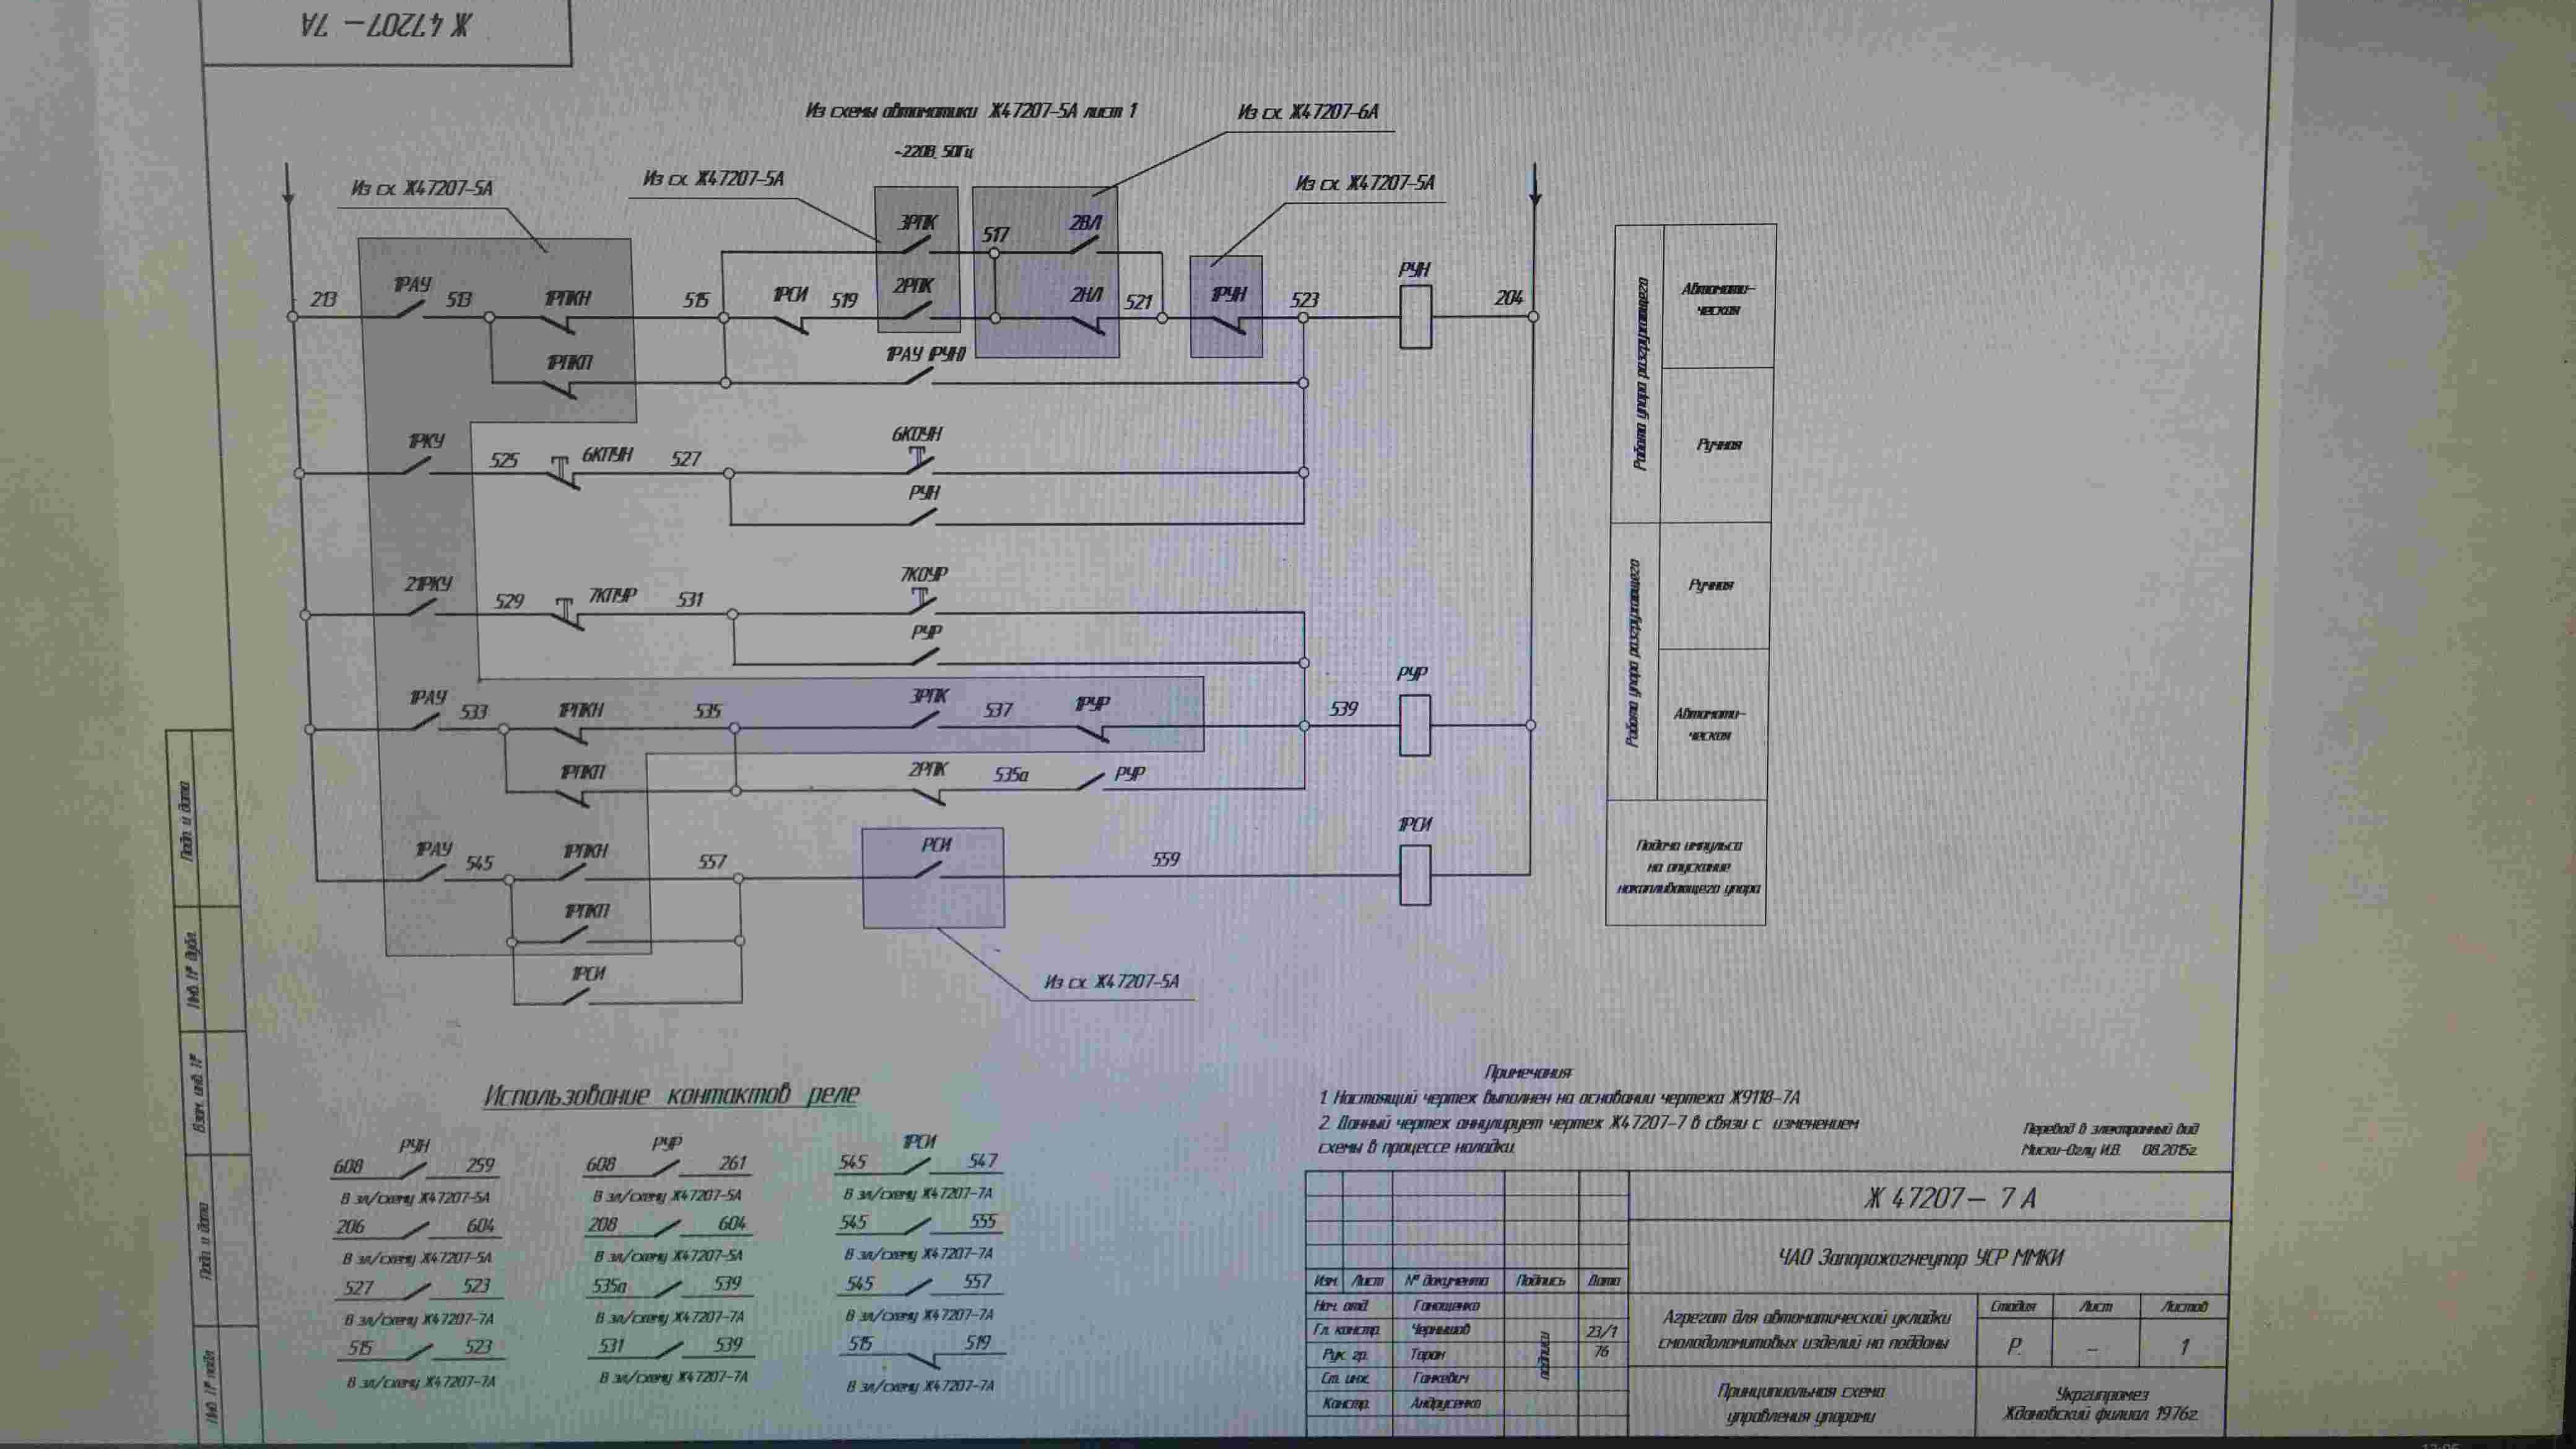 Ж 47207- 7А
Из схемы автоматики Ж47207-5А лист 1
~220В, 50Гц
Из сх. Ж47207-6А
Из сх. Ж47207-5А
Из сх. Ж47207-5А
Из сх. Ж47207-5А
3РПК
517
2ВЛ
213
1РАУ
513
1РПКН
515
1РСИ
519
2РПК
2НЛ
521
1РУН
523
РУН
204
1РПКП
1РАУ (РУН)
1РКУ
525
6КПУН
527
6КОУН
РУН
21РКУ
529
7КПУР
531
7КОУР
РУР
1РАУ
533
1РПКН
535
3РПК
537
1РУР
539
РУР
1РПКП
2РПК
535а
РУР
1РАУ
545
1РПКН
557
РСИ
559
1РСИ
1РПКП
1РСИ
Из сх. Ж47207-5А
Работа упора разгружающего
Автомати-
ческая
Ручная
Работа упора разгружающего
Ручная
Автомати-
ческая
Подача импульса
на опускание
накапливающего упора
Использование контактов реле
РУН
608 259
В эл/схему Ж47207-5А
206 604
В эл/схему Ж47207-5А
527 523
В эл/схему Ж47207-7А
515 523
В эл/схему Ж47207-7А
РУР
608 261
В эл/схему Ж47207-5А
208 604
В эл/схему Ж47207-5А
535а 539
В эл/схему Ж47207-7А
531 539
В эл/схему Ж47207-7А
1РСИ
545 547
В эл/схему Ж47207-7А
545 555
В эл/схему Ж47207-7А
545 557
В эл/схему Ж47207-7А
515 519
В эл/схему Ж47207-7А
Примечания:
1. Настоящий чертеж выполнен на основании чертежа Ж9118-7А
2. Данный чертеж аннулирует чертеж Ж47207-7 в связи с изменением
схемы в процессе наладки.
Перевод в электронный вид
Миски-Оглу И.В. 08.2015г.
Ж 47207- 7 А
ЧАО Запорожогнеупор УСР ММКИ
Изм. Лист № документа Подпись Дата
Нач. отд.
Гл. констр. Чернышов 23/1
Рук. гр. Таран 76
Ст. инж. Ганкевич
Констр. Андрусенко
подписи
Агрегат для автоматической укладки
смолодоломитовых изделий на поддоны
Стадия Лист Листов
Р. - 1
Принципиальная схема
управления упорами
Укргипромез
Ждановский филиал 1976г.
Подп. и дата
Инв. № дубл.
Взам. инв. №
Подп. и дата
Инв. № подл.